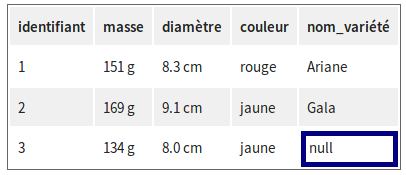 identifiant masse diamètre couleur nom_variété
1 151 g 8.3 cm rouge Ariane
2 169 g 9.1 cm jaune Gala
3 134 g 8.0 cm jaune null